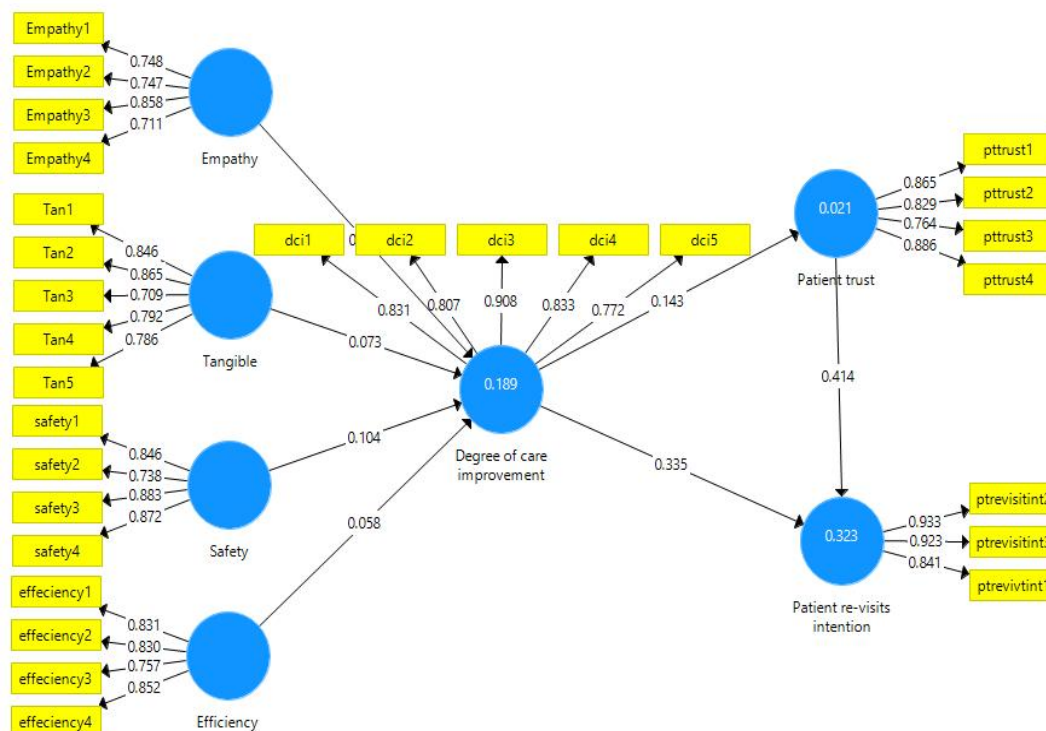 Empathy1
Empathy2
Empathy3
Empathy4
0.748
0.747
0.858
0.711
Empathy
Tan1
Tan2
Tan3
Tan4
Tan5
0.846
0.865
0.709
0.792
0.786
Tangible
safety1
safety2
safety3
safety4
0.846
0.738
0.883
0.872
Safety
effeciency1
effeciency2
effeciency3
effeciency4
0.831
0.830
0.757
0.852
Efficiency
0.073
0.104
0.058
dci1
dci2
dci3
dci4
dci5
0.831
0.807
0.908
0.833
0.772
0.189
Degree of care
improvement
0.143
0.335
0.021
Patient trust
0.865
0.829
0.764
0.886
pttrust1
pttrust2
pttrust3
pttrust4
0.414
0.323
Patient re-visits
intention
0.933
0.923
0.841
ptrevisitint2
ptrevisitint3
ptrevivtint1